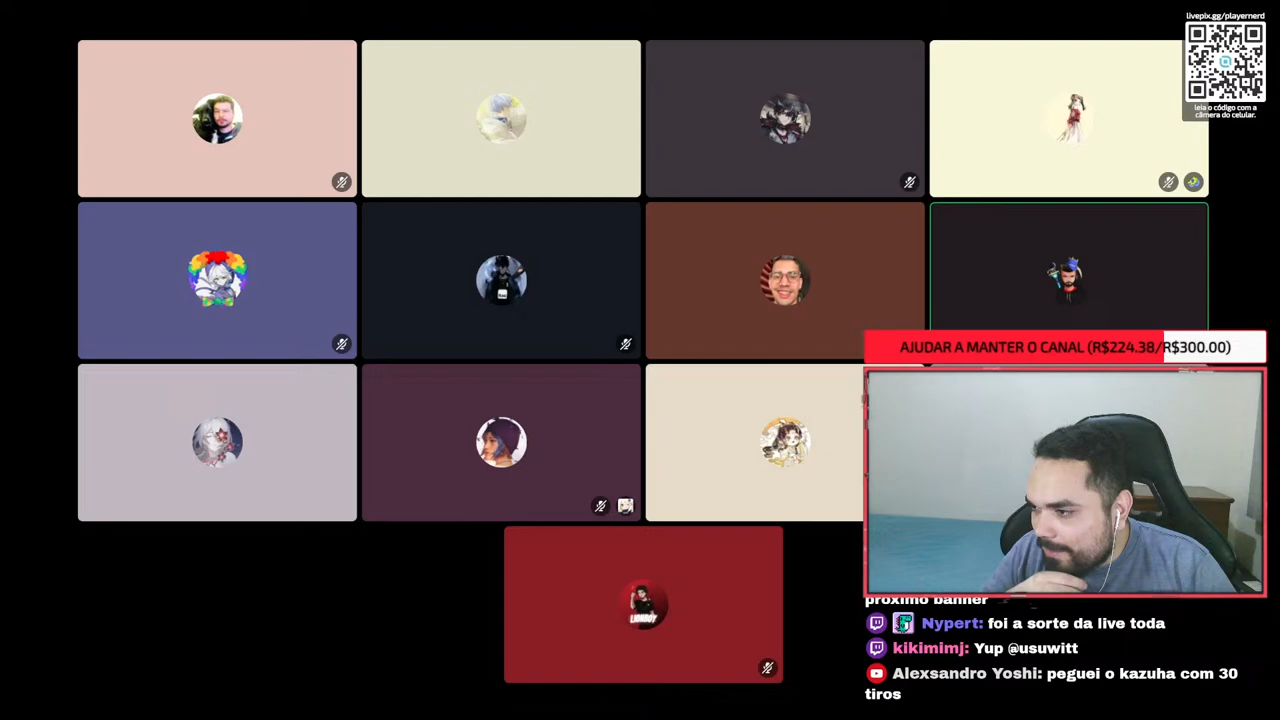 livepix.gg/playernerd
leia o código com a
câmera do celular.
AJUDAR A MANTER O CANAL (R$224.38/R$300.00)
próximo banner
Nypert: foi a sorte da live toda
kikimimj: Yup @usuwitt
Alexsandro Yoshi: peguei o kazuha com 30
tiros
LIONBOY